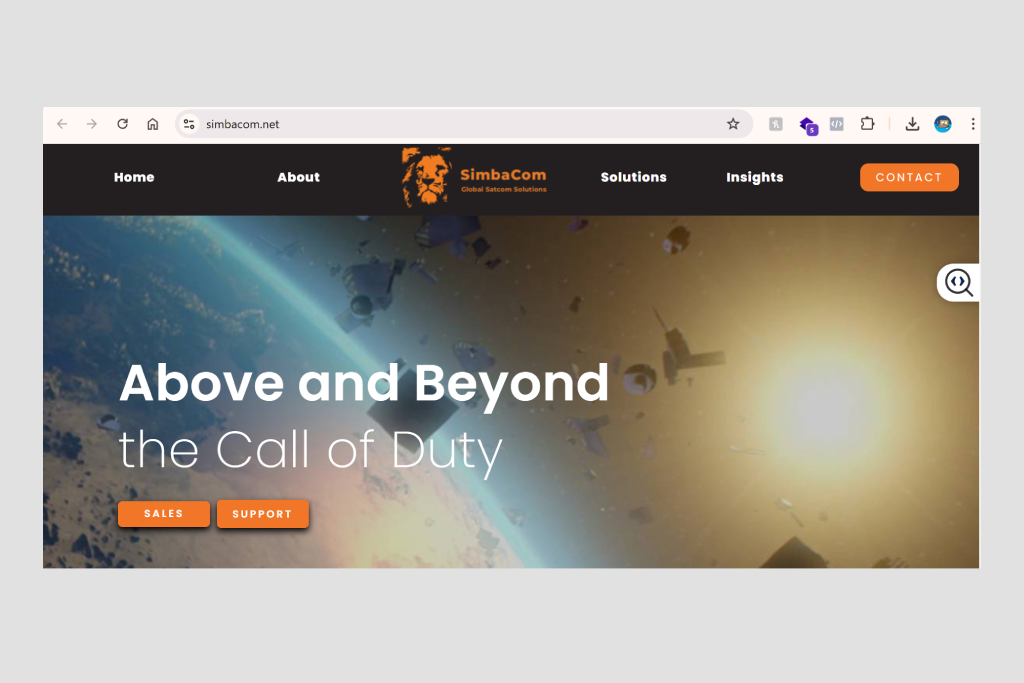 simbacom.net
5
Home
About
SimbaCom
Global Satcom Solutions
Solutions
Insights
CONTACT
Above and Beyond
the Call of Duty
SALES
SUPPORT